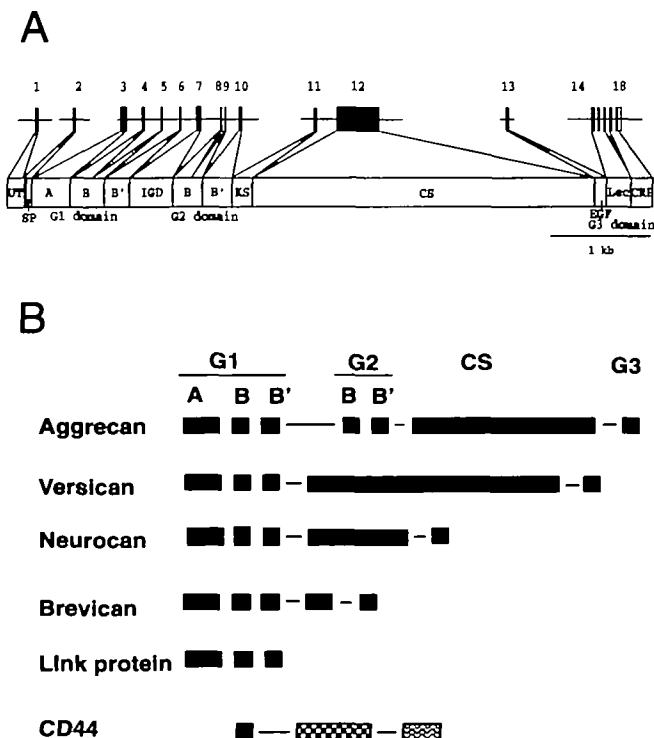 A
1 2 3 4 5 6 7 8 9 10 11 12 13 14 18
UT A B B' IGD B B' KS CS Lec CRP
SP G1 domain G2 domain EGF
G3 domain
1 kb
B
G1 G2 CS G3
A B B' B B'
Aggrecan
Versican
Neurocan
Brevican
Link protein
CD44